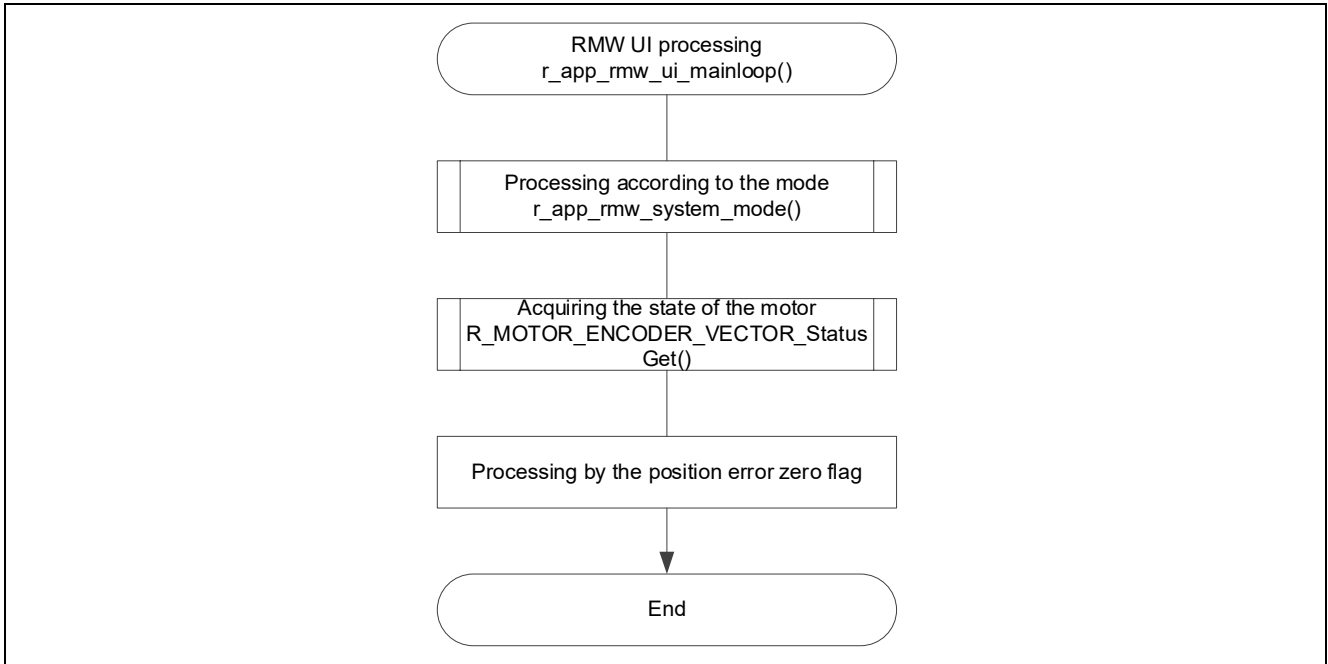 RMW UI processing
r_app_rmw_ui_mainloop()
Processing according to the mode
r_app_rmw_system_mode()
Acquiring the state of the motor
R_MOTOR_ENCODER_VECTOR_Status
Get()
Processing by the position error zero flag
End